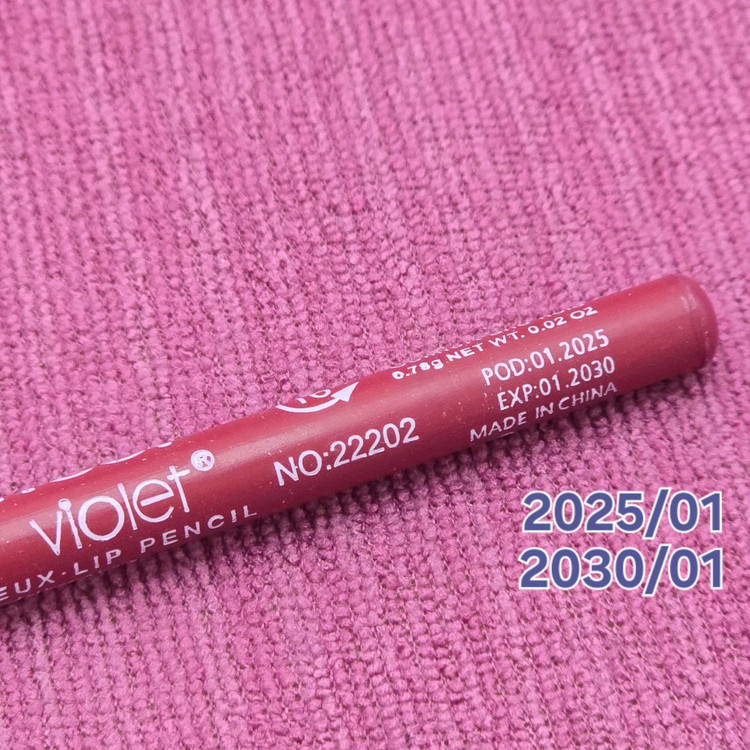 violet®
EUX·LIP PENCIL
NO:22202
0.78g NET WT. 0.02 OZ
POD:01.2025
EXP:01.2030
MADE IN CHINA
2025/01
2030/01